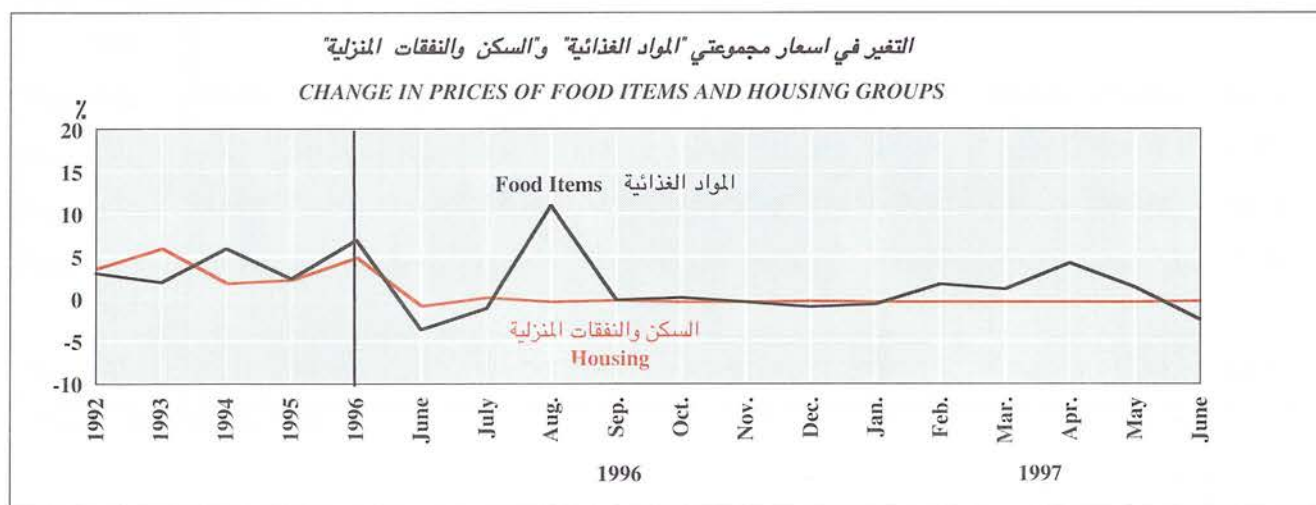 التغير في اسعار مجموعتي "المواد الغذائية" و"السكن والنفقات المنزلية"
CHANGE IN PRICES OF FOOD ITEMS AND HOUSING GROUPS
%
20
15
10
5
0
-5
-10
Food Items المواد الغذائية
السكن والنفقات المنزلية
Housing
1992 1993 1994 1995 1996 June July Aug. Sep. Oct. Nov. Dec. Jan. Feb. Mar. Apr. May June
1996 1997